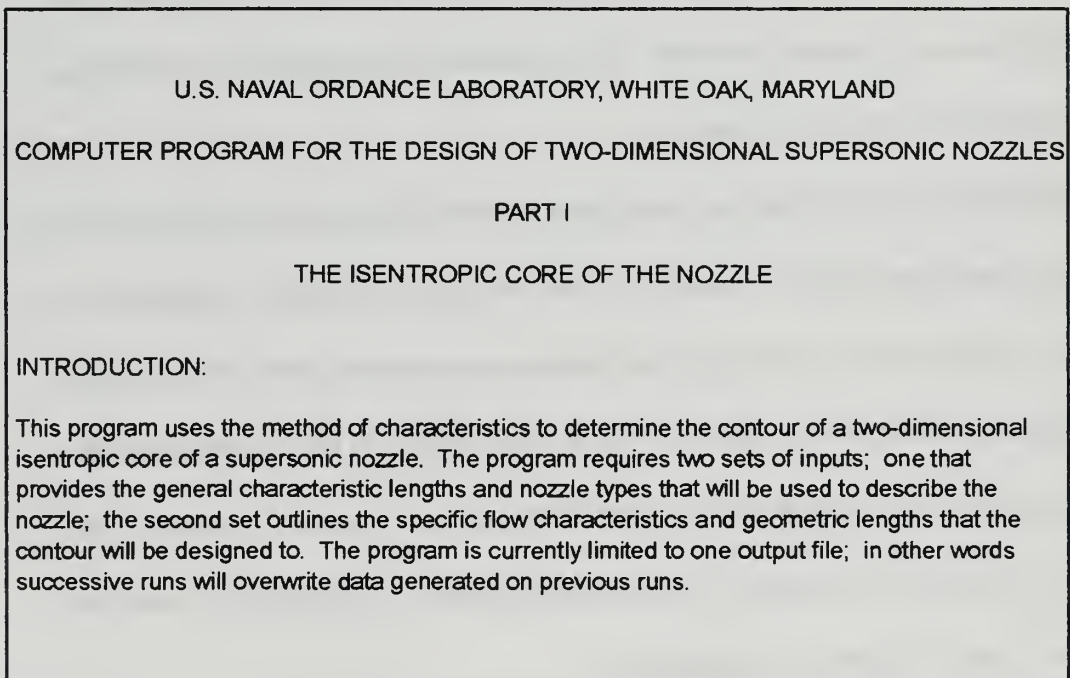 U.S. NAVAL ORDANCE LABORATORY, WHITE OAK, MARYLAND
COMPUTER PROGRAM FOR THE DESIGN OF TWO-DIMENSIONAL SUPERSONIC NOZZLES
PART I
THE ISENTROPIC CORE OF THE NOZZLE
INTRODUCTION:
This program uses the method of characteristics to determine the contour of a two-dimensional
isentropic core of a supersonic nozzle. The program requires two sets of inputs; one that
provides the general characteristic lengths and nozzle types that will be used to describe the
nozzle; the second set outlines the specific flow characteristics and geometric lengths that the
contour will be designed to. The program is currently limited to one output file; in other words
successive runs will overwrite data generated on previous runs.